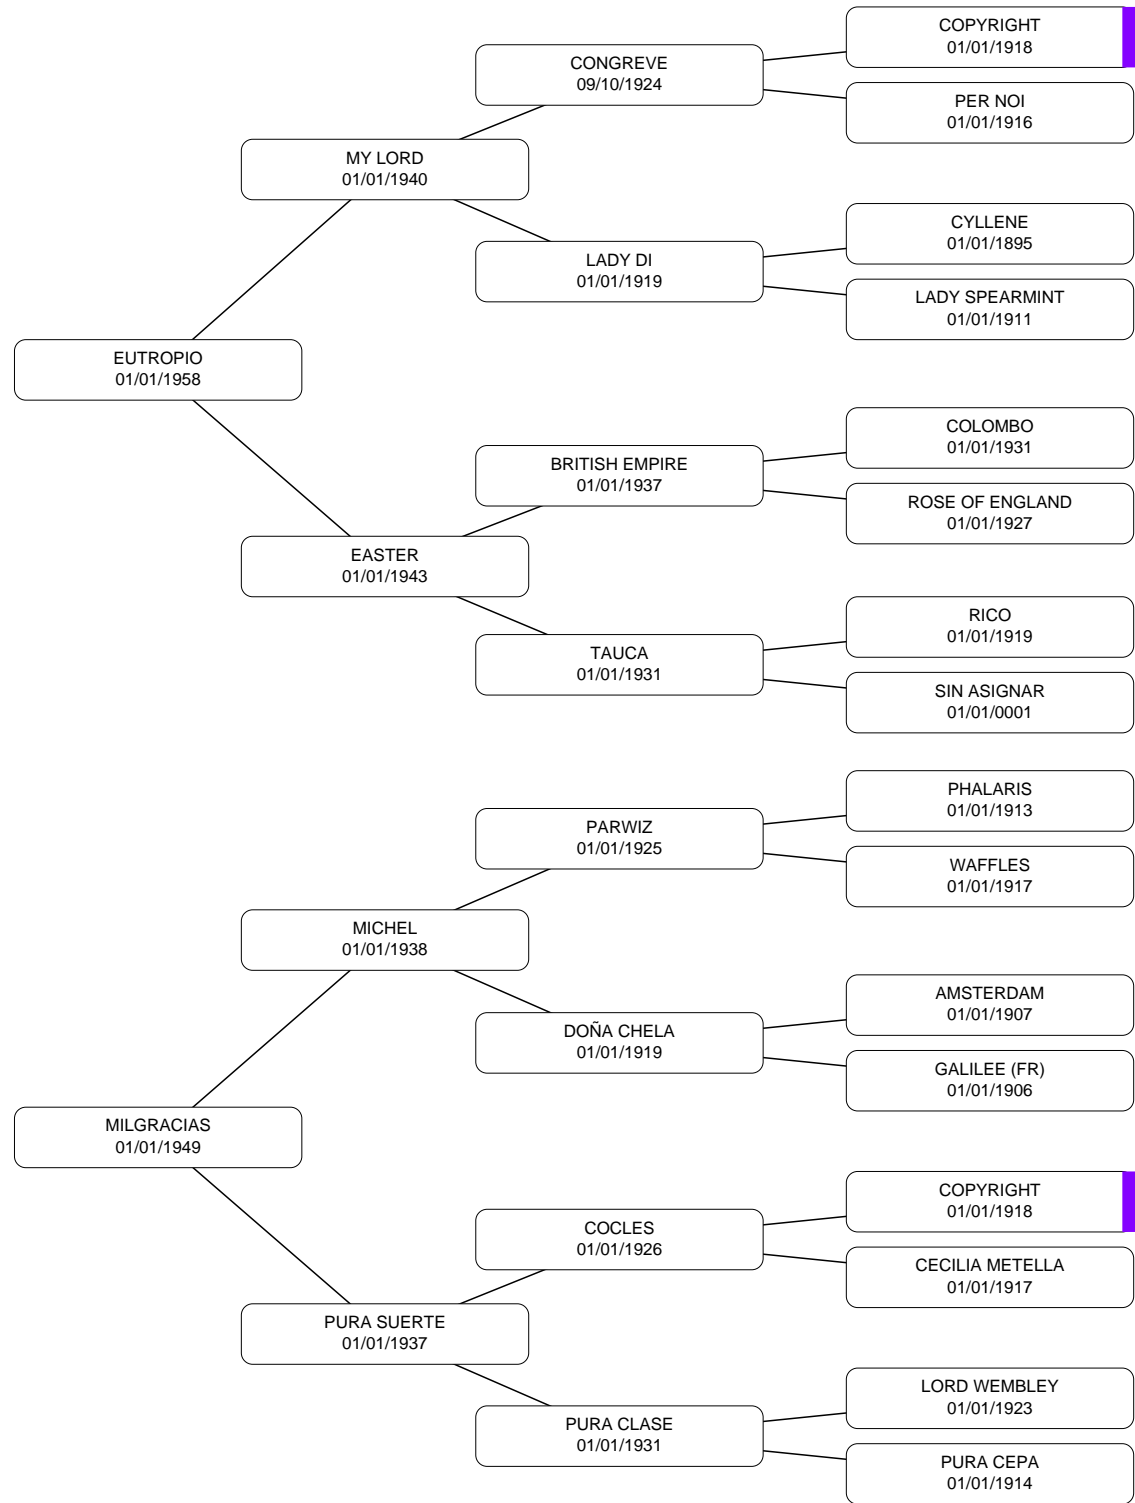 COPYRIGHT
01/01/1918
CONGREVE
09/10/1924
PER NOI
01/01/1916
MY LORD
01/01/1940
CYLLENE
01/01/1895
LADY DI
01/01/1919
LADY SPEARMINT
01/01/1911
EUTROPIO
01/01/1958
COLOMBO
01/01/1931
BRITISH EMPIRE
01/01/1937
ROSE OF ENGLAND
01/01/1927
EASTER
01/01/1943
RICO
01/01/1919
TAUCA
01/01/1931
SIN ASIGNAR
01/01/0001
PHALARIS
01/01/1913
PARWIZ
01/01/1925
WAFFLES
01/01/1917
MICHEL
01/01/1938
AMSTERDAM
01/01/1907
DOÑA CHELA
01/01/1919
GALILEE (FR)
01/01/1906
MILGRACIAS
01/01/1949
COPYRIGHT
01/01/1918
COCLES
01/01/1926
CECILIA METELLA
01/01/1917
PURA SUERTE
01/01/1937
LORD WEMBLEY
01/01/1923
PURA CLASE
01/01/1931
PURA CEPA
01/01/1914